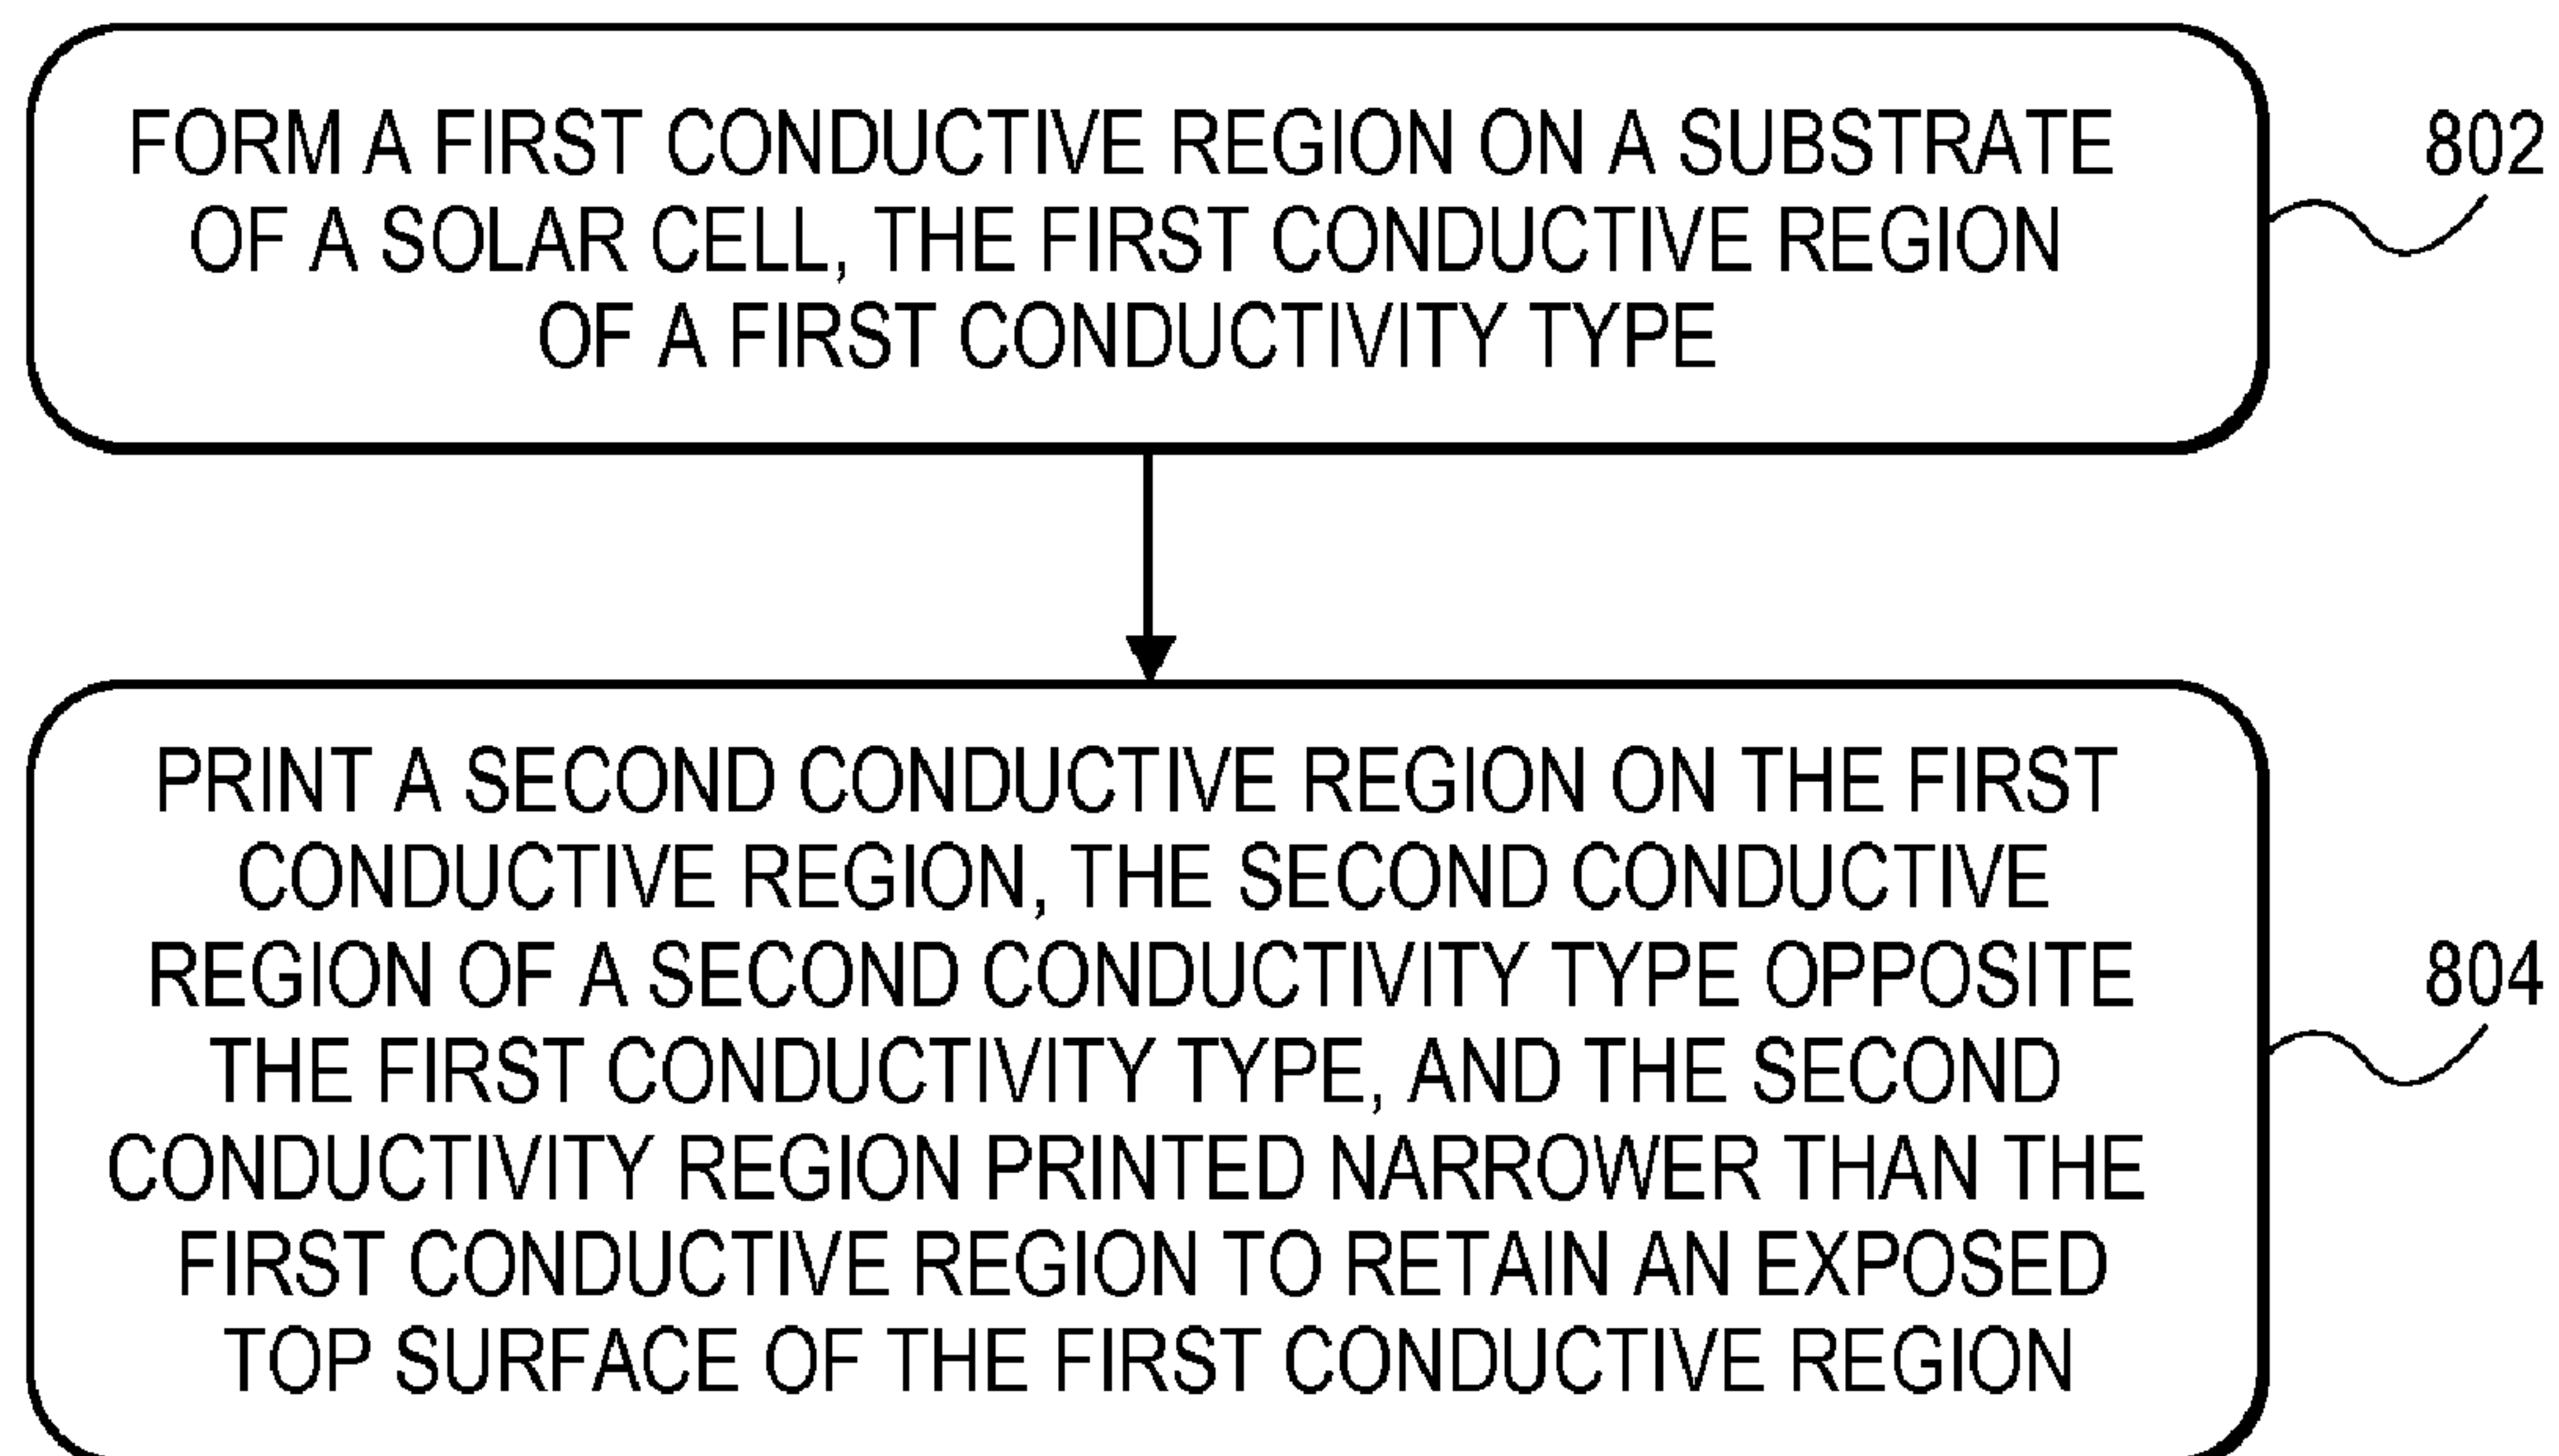 FORM A FIRST CONDUCTIVE REGION ON A SUBSTRATE
OF A SOLAR CELL, THE FIRST CONDUCTIVE REGION
OF A FIRST CONDUCTIVITY TYPE
802
PRINT A SECOND CONDUCTIVE REGION ON THE FIRST
CONDUCTIVE REGION, THE SECOND CONDUCTIVE
REGION OF A SECOND CONDUCTIVITY TYPE OPPOSITE
THE FIRST CONDUCTIVITY TYPE, AND THE SECOND
CONDUCTIVITY REGION PRINTED NARROWER THAN THE
FIRST CONDUCTIVE REGION TO RETAIN AN EXPOSED
TOP SURFACE OF THE FIRST CONDUCTIVE REGION
804